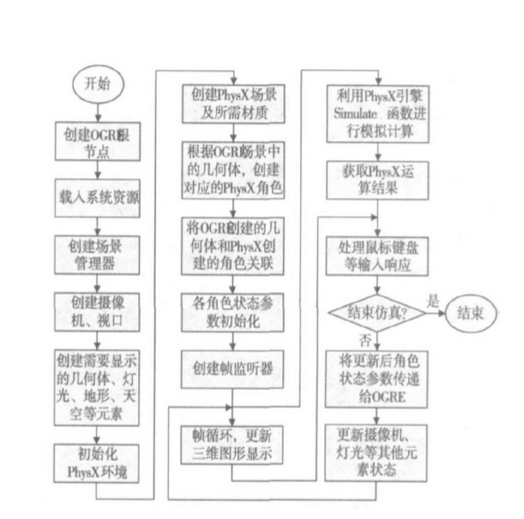 开始
创建OGRE根
节点
载入系统资源
创建场景
管理器
创建摄像
机、视口
创建需要显示
的几何体、灯
光、地形、天
空等元素
初始化
PhysX环境
创建PhysX场景
及所需材质
根据OGRE场景中
的几何体，创建
对应的PhysX角色
将OGRE创建的几
何体和PhysX创
建的角色关联
各角色状态参
数初始化
创建帧监听器
帧循环，更新
三维图形显示
利用PhysX引擎
Simulate 函数进
行模拟计算
获取PhysX运
算结果
处理鼠标键盘
等输入响应
结束仿真?
是
结束
否
将更新后角色
状态参数传递
给OGRE
更新摄像机、
灯光等其他元
素状态